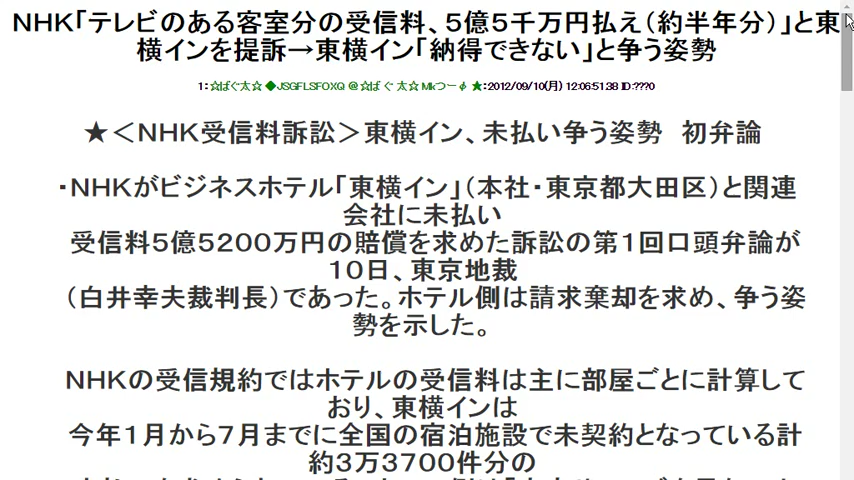 NHK「テレビのある客室分の受信料、5億5千万円払え（約半年分）」と東
横インを提訴→東横イン「納得できない」と争う姿勢
1：☆ばぐ太☆ ◆JSGFLSFOXQ @☆ばぐ太☆ Mkつーφ ★：2012/09/10(月) 12:06:51.38 ID:???0
★＜NHK受信料訴訟＞東横イン、未払い争う姿勢　初弁論
・NHKがビジネスホテル「東横イン」（本社・東京都大田区）と関連
会社に未払い
受信料5億5200万円の賠償を求めた訴訟の第1回口頭弁論が
10日、東京地裁
（白井幸夫裁判長）であった。ホテル側は請求棄却を求め、争う姿
勢を示した。
NHKの受信規約ではホテルの受信料は主に部屋ごとに計算して
おり、東横インは
今年1月から7月までに全国の宿泊施設で未契約となっている計
約3万3700件分の